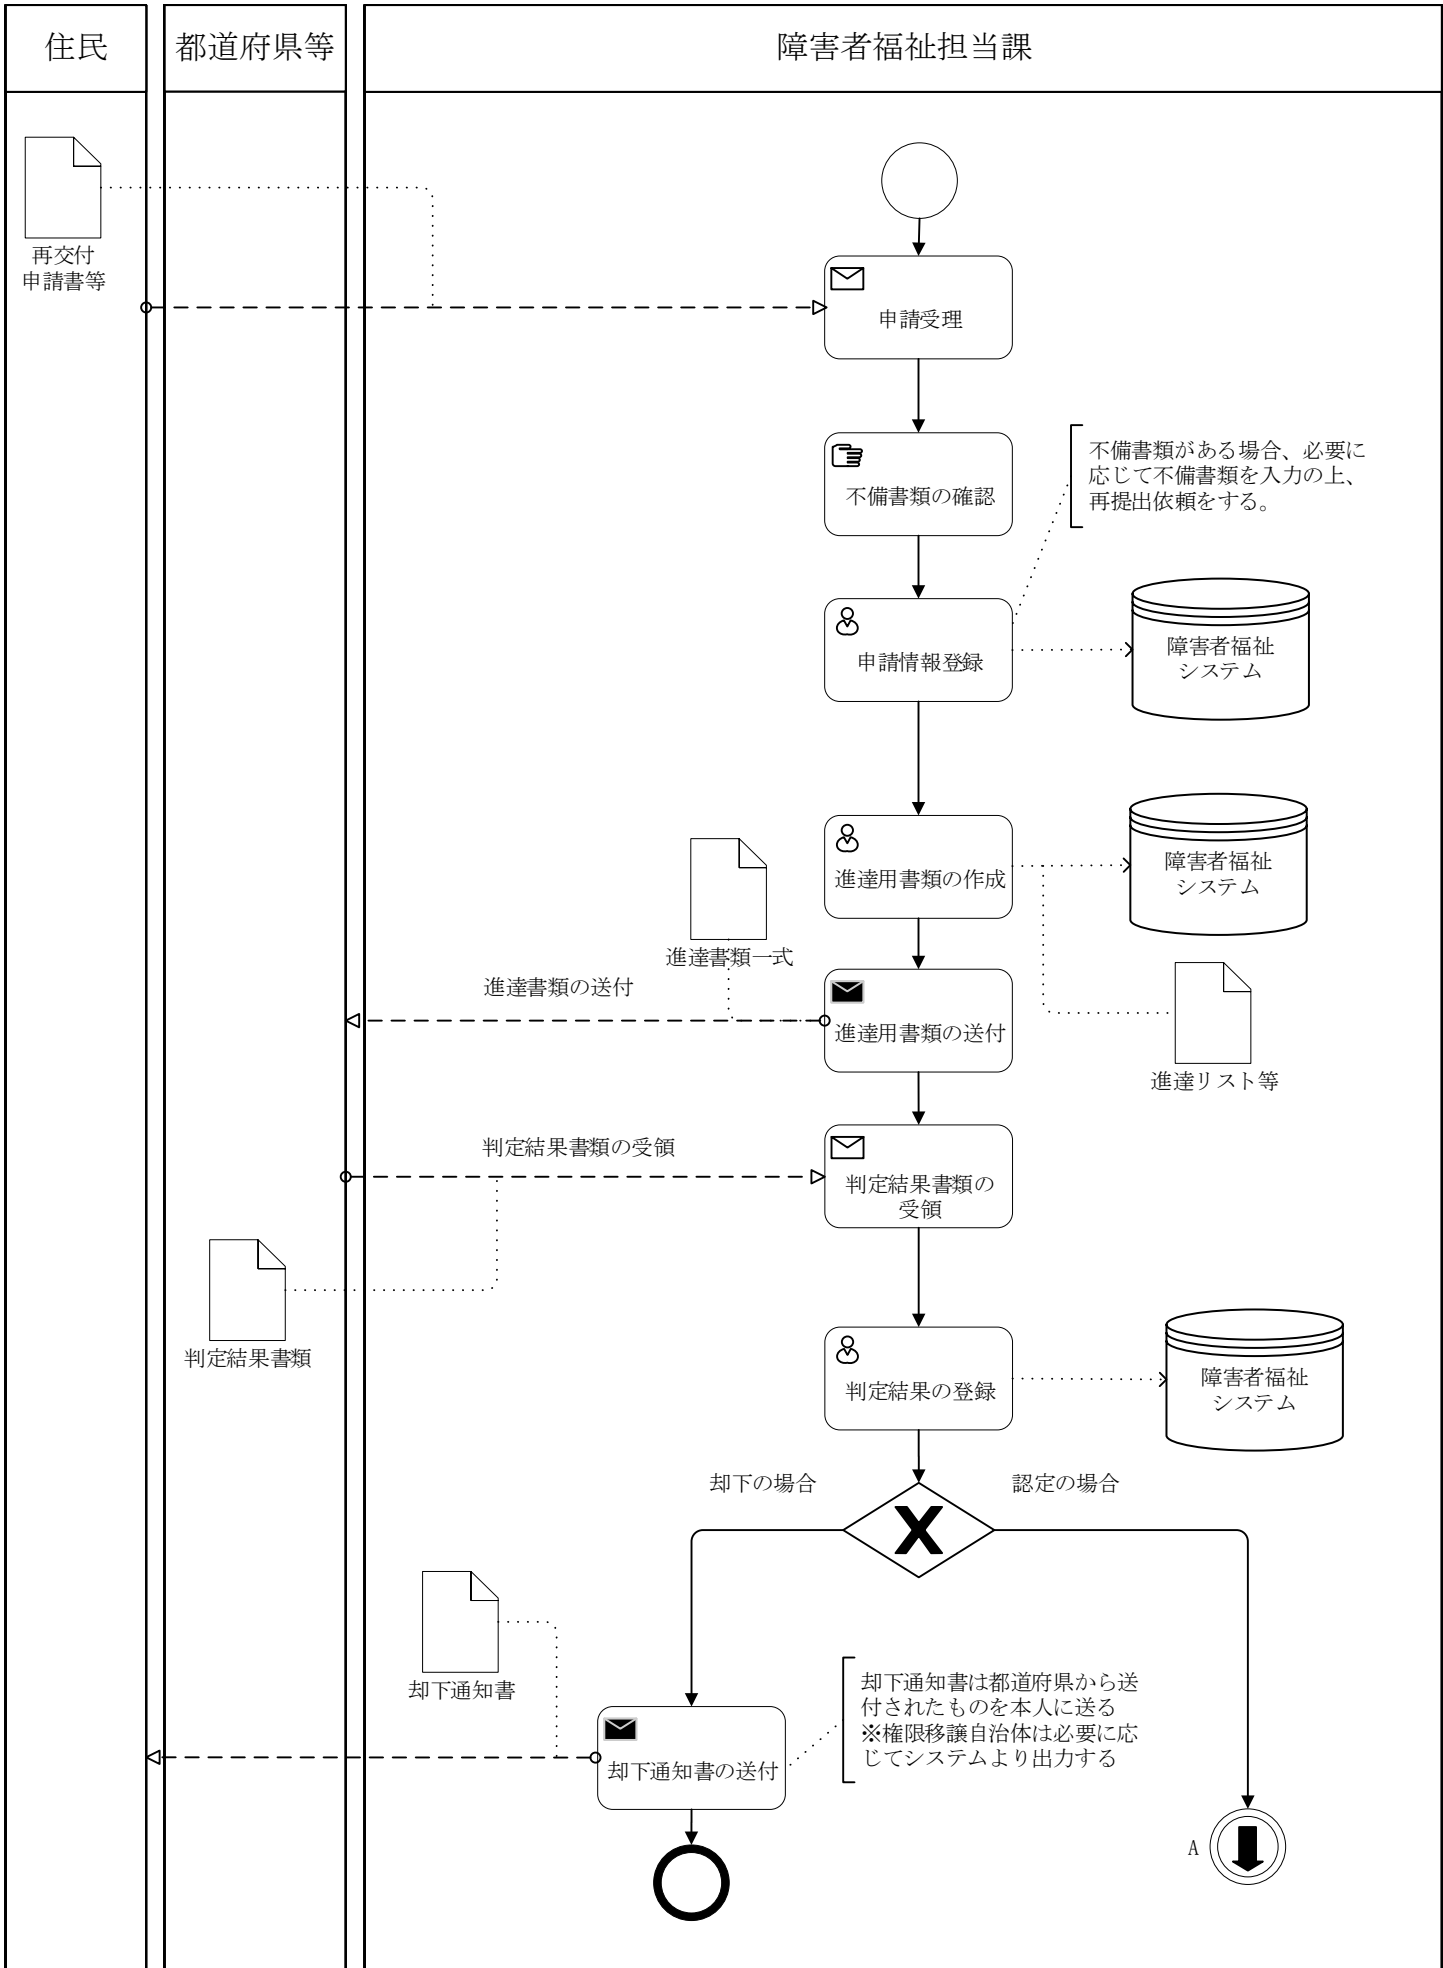 住民
都道府県等
障害者福祉担当課
再交付
申請書等
申請受理
不備書類の確認
不備書類がある場合、必要に
応じて不備書類を入力の上、
再提出依頼をする。
申請情報登録
障害者福祉
システム
進達用書類の作成
障害者福祉
システム
進達書類一式
進達書類の送付
進達用書類の送付
進達リスト等
判定結果書類の受領
判定結果書類の
受領
判定結果書類
判定結果の登録
障害者福祉
システム
却下の場合
認定の場合
却下通知書
却下通知書の送付
却下通知書は都道府県から送
付されたものを本人に送る
※権限移譲自治体は必要に応
じてシステムより出力する
A